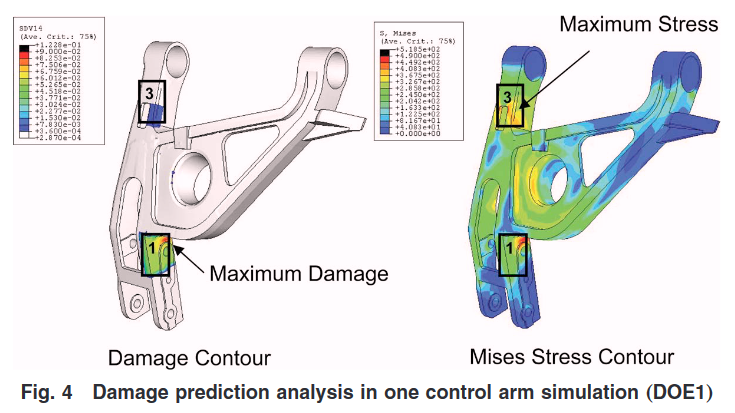 SDV14
(Ave. Crit.: 75%)
+1.228e-01
+9.000e-02
+8.253e-02
+7.506e-02
+6.759e-02
+6.012e-02
+5.265e-02
+4.518e-02
+3.771e-02
+3.024e-02
+2.277e-02
+1.530e-02
+7.830e-03
+3.600e-04
+2.870e-04
3
1
Maximum Damage
Damage Contour
S, Mises
(Ave. Crit.: 75%)
+5.185e+02
+4.900e+02
+4.492e+02
+4.083e+02
+3.675e+02
+3.267e+02
+2.858e+02
+2.450e+02
+2.042e+02
+1.633e+02
+1.225e+02
+8.167e+01
+4.083e+01
+0.000e+00
Maximum Stress
3
1
Mises Stress Contour
Fig. 4 Damage prediction analysis in one control arm simulation (DOE1)